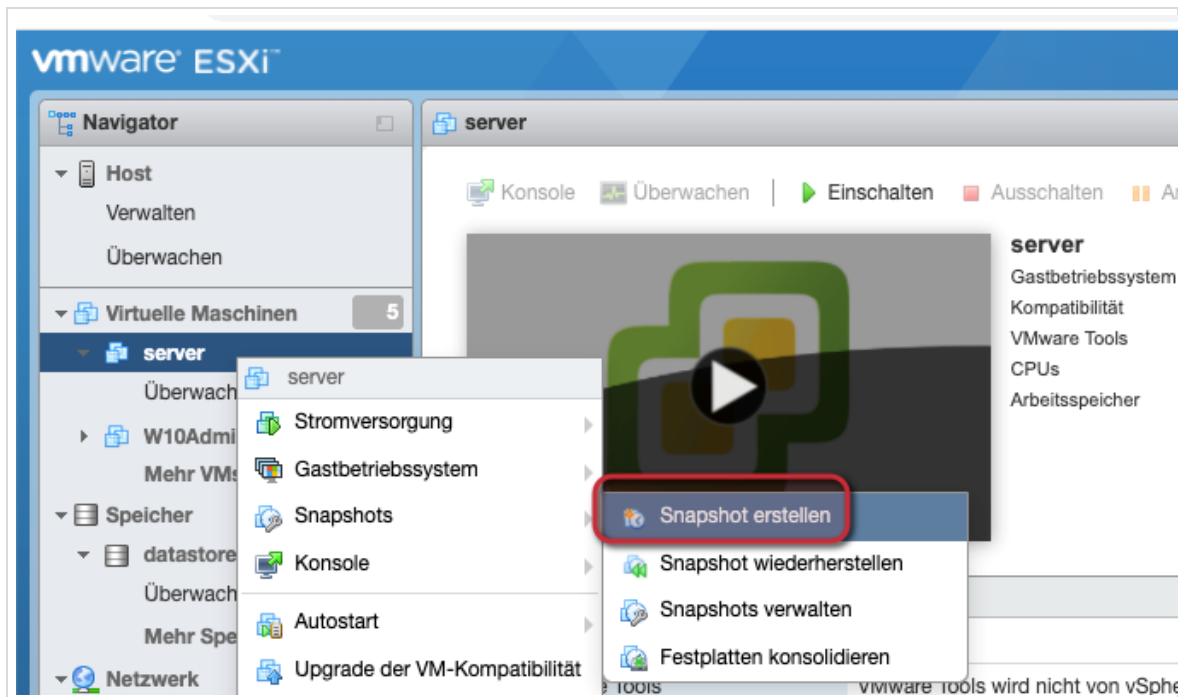 vmware ESXi™
Navigator
Host
Verwalten
Überwachen
Virtuelle Maschinen 5
server
Überwach
W10Admi
Mehr VMs
Speicher
datastore
Überwach
Mehr Spe
Netzwerk
server
Konsole Überwachen Einschalten Ausschalten
server
Gastbetriebssystem
Kompatibilität
VMware Tools
CPUs
Arbeitsspeicher
server
Stromversorgung
Gastbetriebssystem
Snapshots
Konsole
Autostart
Upgrade der VM-Kompatibilität
Snapshot erstellen
Snapshot wiederherstellen
Snapshots verwalten
Festplatten konsolidieren
Tools VMware Tools wird nicht von vSphe